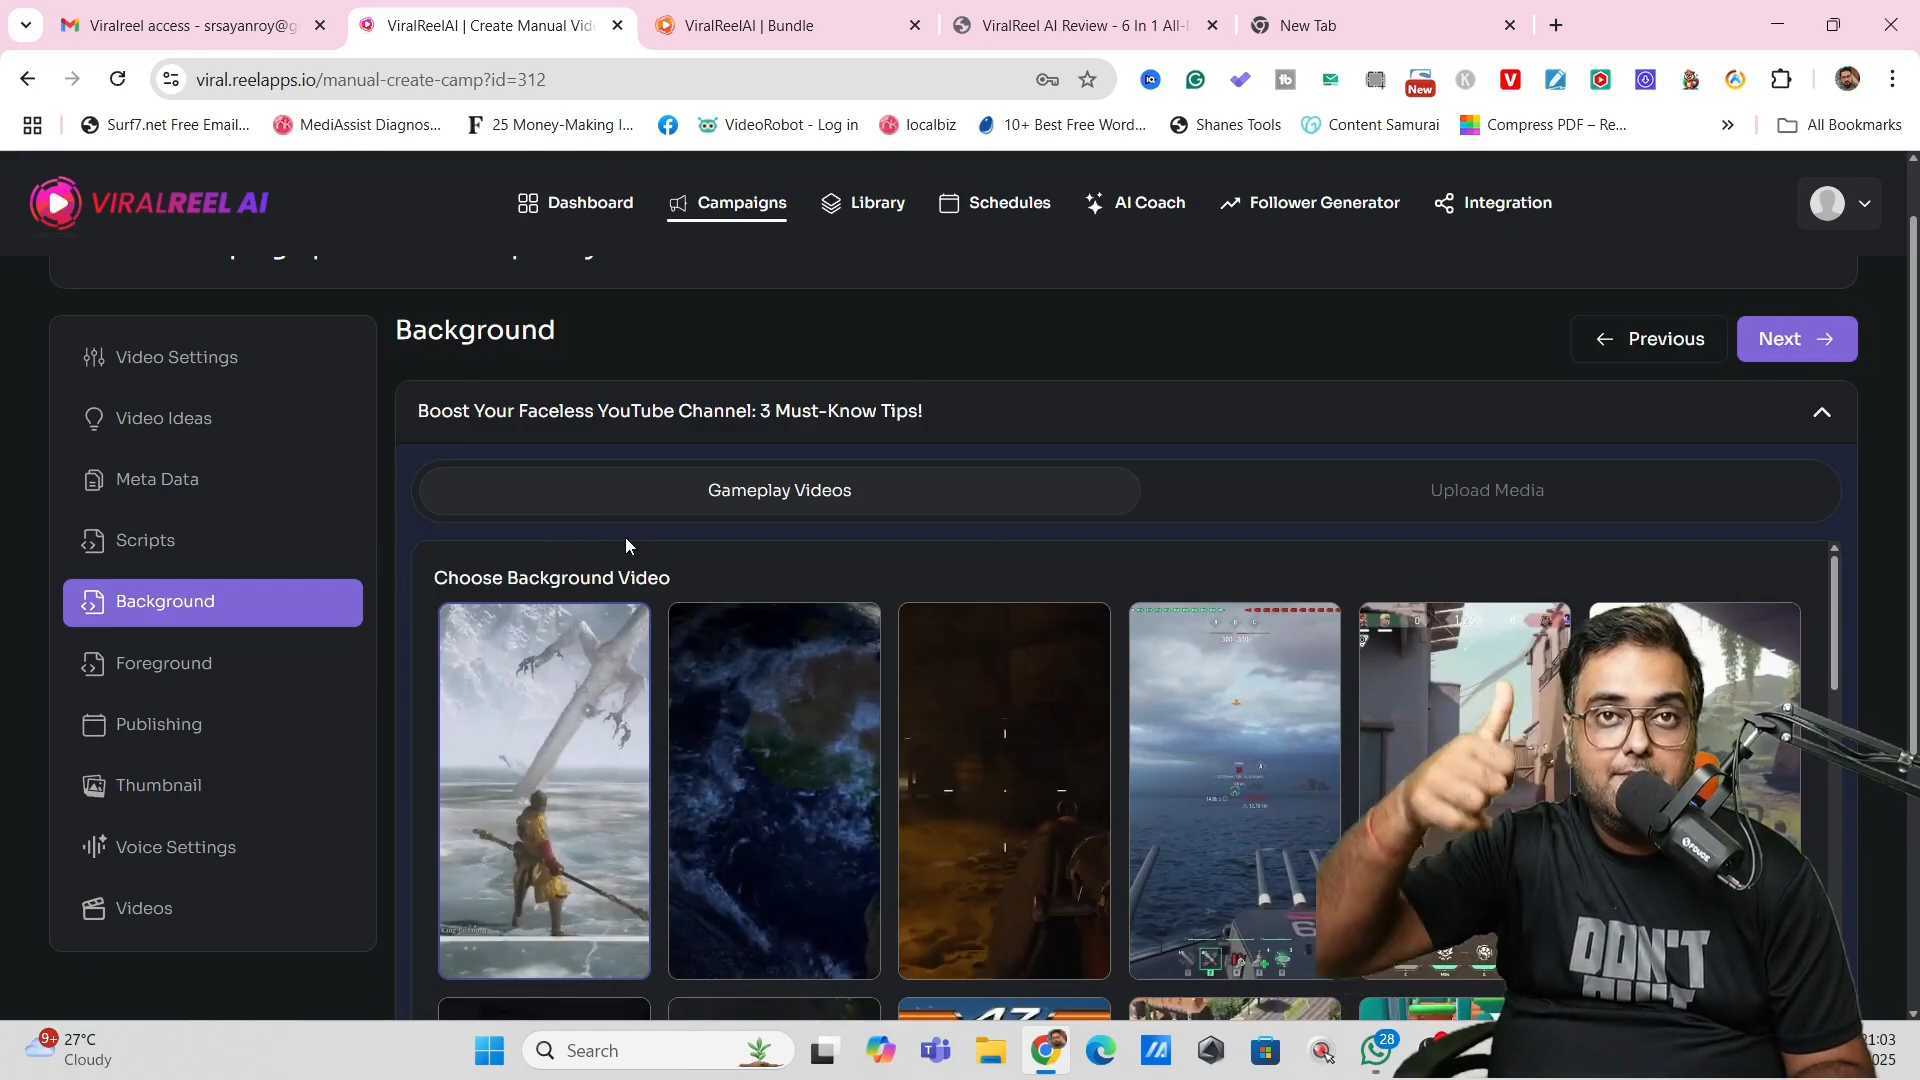 Viralreel access - srsayanroy@g
ViralReelAI | Create Manual Vide
ViralReelAI | Bundle
ViralReel AI Review - 6 In 1 All-I
New Tab
viral.reelapps.io/manual-create-camp?id=312
New
Surf7.net Free Email...
MediAssist Diagnos...
25 Money-Making I...
VideoRobot - Log in
localbiz
10+ Best Free Word...
Shanes Tools
Content Samurai
Compress PDF – Re...
All Bookmarks
VIRALREEL AI
Dashboard
Campaigns
Library
Schedules
AI Coach
Follower Generator
Integration
Background
Previous
Next
Video Settings
Video Ideas
Meta Data
Scripts
Background
Foreground
Publishing
Thumbnail
Voice Settings
Videos
Boost Your Faceless YouTube Channel: 3 Must-Know Tips!
Gameplay Videos
Upload Media
Choose Background Video
DON'T
27°C
Cloudy
9+
Search
28
21:03
2025